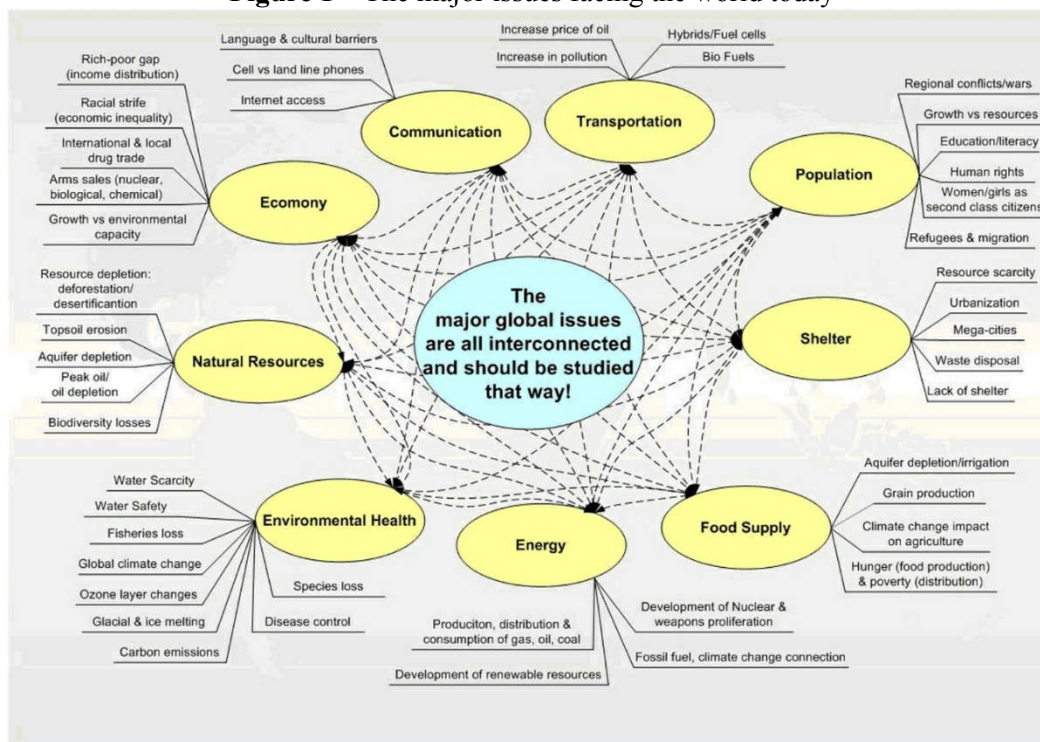 Figure 1 – The major issues facing the world today
Language & cultural barriers
Cell vs land line phones
Internet access
Communication
Increase price of oil
Increase in pollution
Hybrids/Fuel cells
Bio Fuels
Transportation
Rich-poor gap
(income distribution)
Racial strife
(economic inequality)
International & local
drug trade
Arms sales (nuclear,
biological, chemical)
Growth vs environmental
capacity
Ecomony
Regional conflicts/wars
Growth vs resources
Education/literacy
Human rights
Women/girls as
second class citizens
Refugees & migration
Population
The
major global issues
are all interconnected
and should be studied
that way!
Resource depletion:
deforestation/
desertificantion
Topsoil erosion
Aquifer depletion
Peak oil/
oil depletion
Biodiversity losses
Natural Resources
Resource scarcity
Urbanization
Mega-cities
Waste disposal
Lack of shelter
Shelter
Water Scarcity
Water Safety
Fisheries loss
Global climate change
Ozone layer changes
Glacial & ice melting
Carbon emissions
Species loss
Disease control
Environmental Health
Energy
Produciton, distribution &
consumption of gas, oil, coal
Development of renewable resources
Development of Nuclear &
weapons proliferation
Fossil fuel, climate change connection
Food Supply
Aquifer depletion/irrigation
Grain production
Climate change impact
on agriculture
Hunger (food production)
& poverty (distribution)